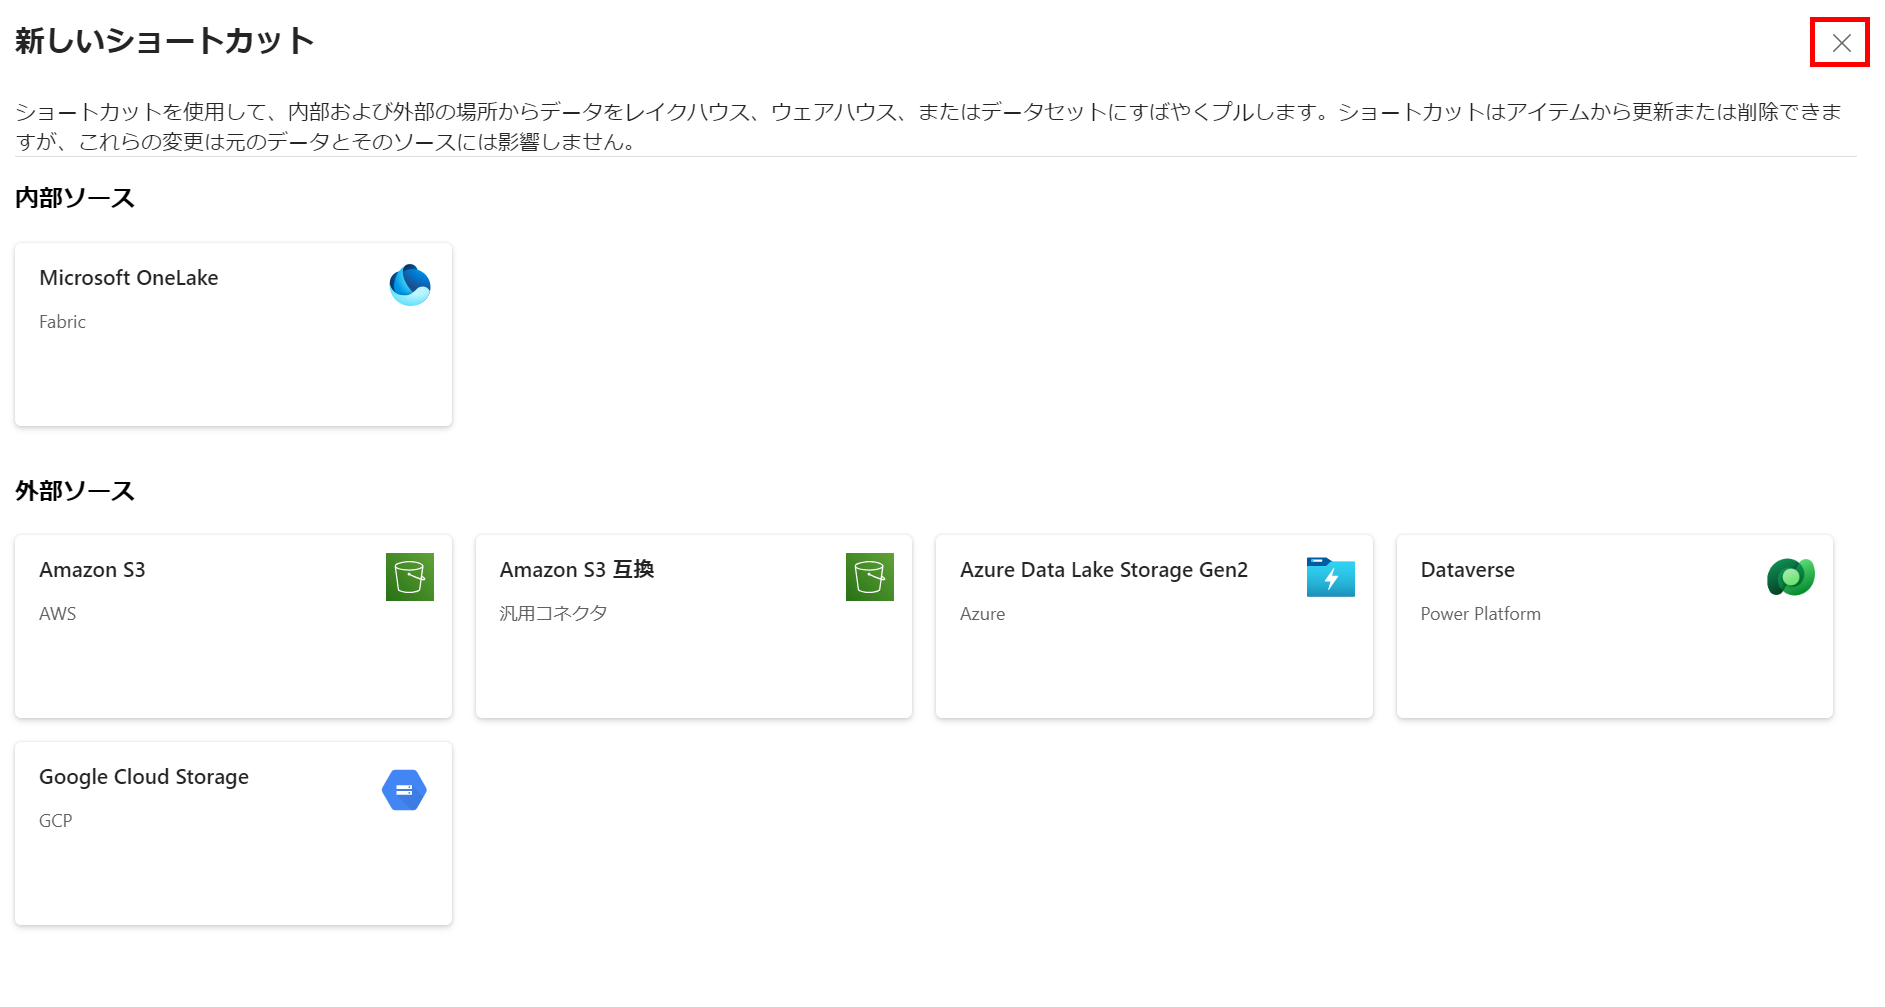 新しいショートカット
ショートカットを使用して、内部および外部の場所からデータをレイクハウス、ウェアハウス、またはデータセットにすばやくプルします。ショートカットはアイテムから更新または削除できま
すが、これらの変更は元のデータとそのソースには影響しません。
内部ソース
Microsoft OneLake
Fabric
外部ソース
Amazon S3
AWS
Amazon S3 互換
汎用コネクタ
Azure Data Lake Storage Gen2
Azure
Dataverse
Power Platform
Google Cloud Storage
GCP